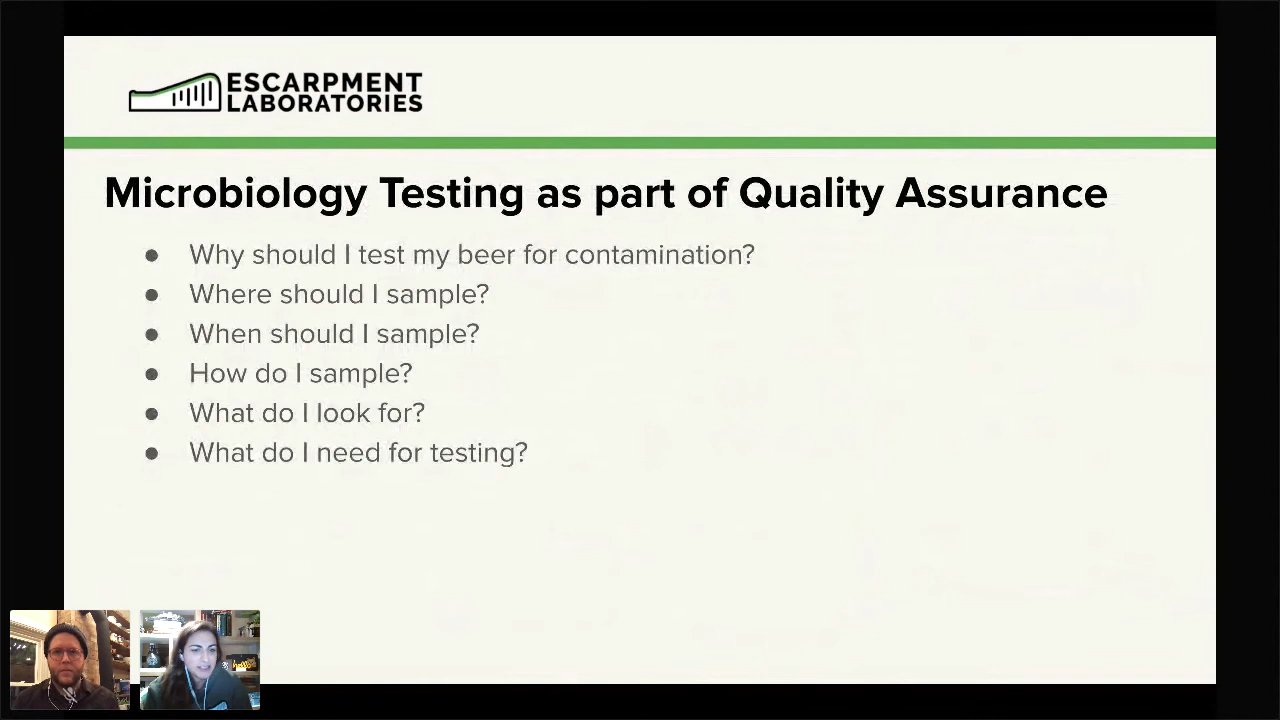 ESCARPMENT
LABORATORIES
Microbiology Testing as part of Quality Assurance
● Why should I test my beer for contamination?
● Where should I sample?
● When should I sample?
● How do I sample?
● What do I look for?
● What do I need for testing?